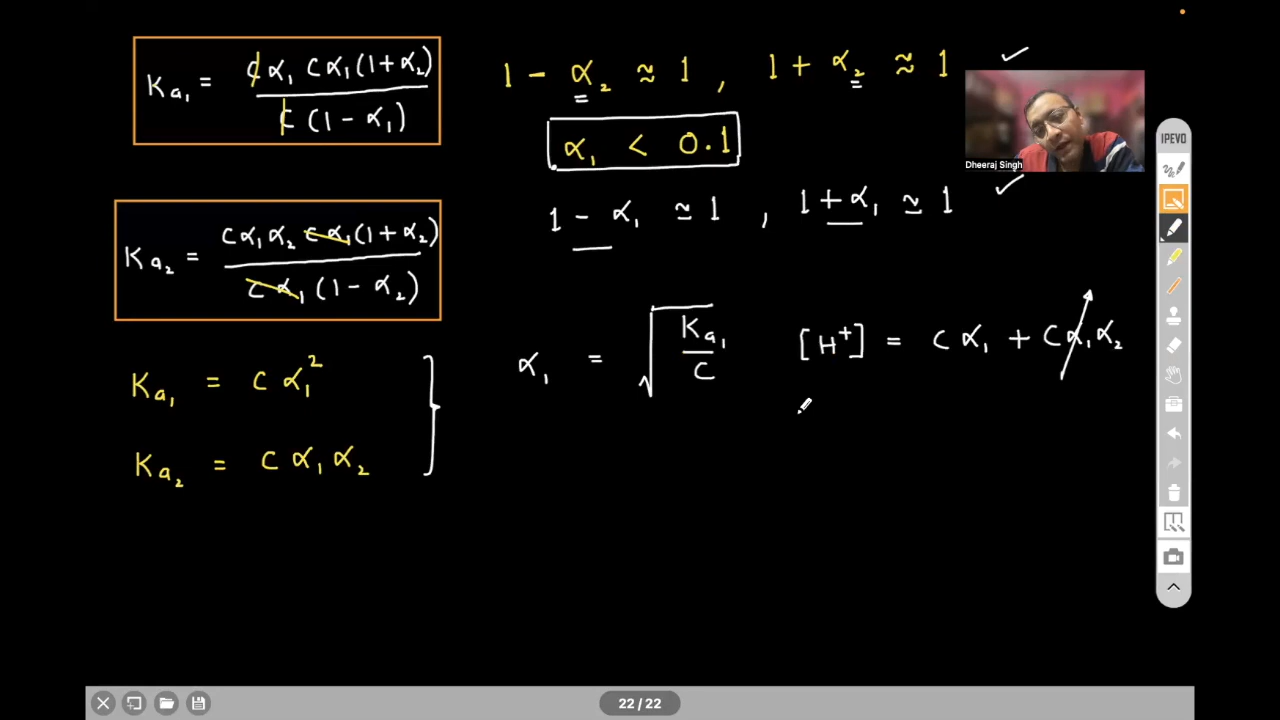 Ka₁ = cα₁ cα₁(1+α₂) / c (1 − α₁)
1 − α₂ ≈ 1 , 1 + α₂ ≈ 1 ✓
α₁ < 0.1
1 − α₁ ≃ 1 , 1 + α₁ ≃ 1 ✓
Ka₂ = cα₁α₂ cα₁(1+α₂) / cα₁ (1 − α₂)
α₁ = √(Ka₁/c) [H⁺] = cα₁ + cα₁α₂
Ka₁ = cα₁²
Ka₂ = cα₁α₂
Dheeraj Singh
IPEVO
22 / 22